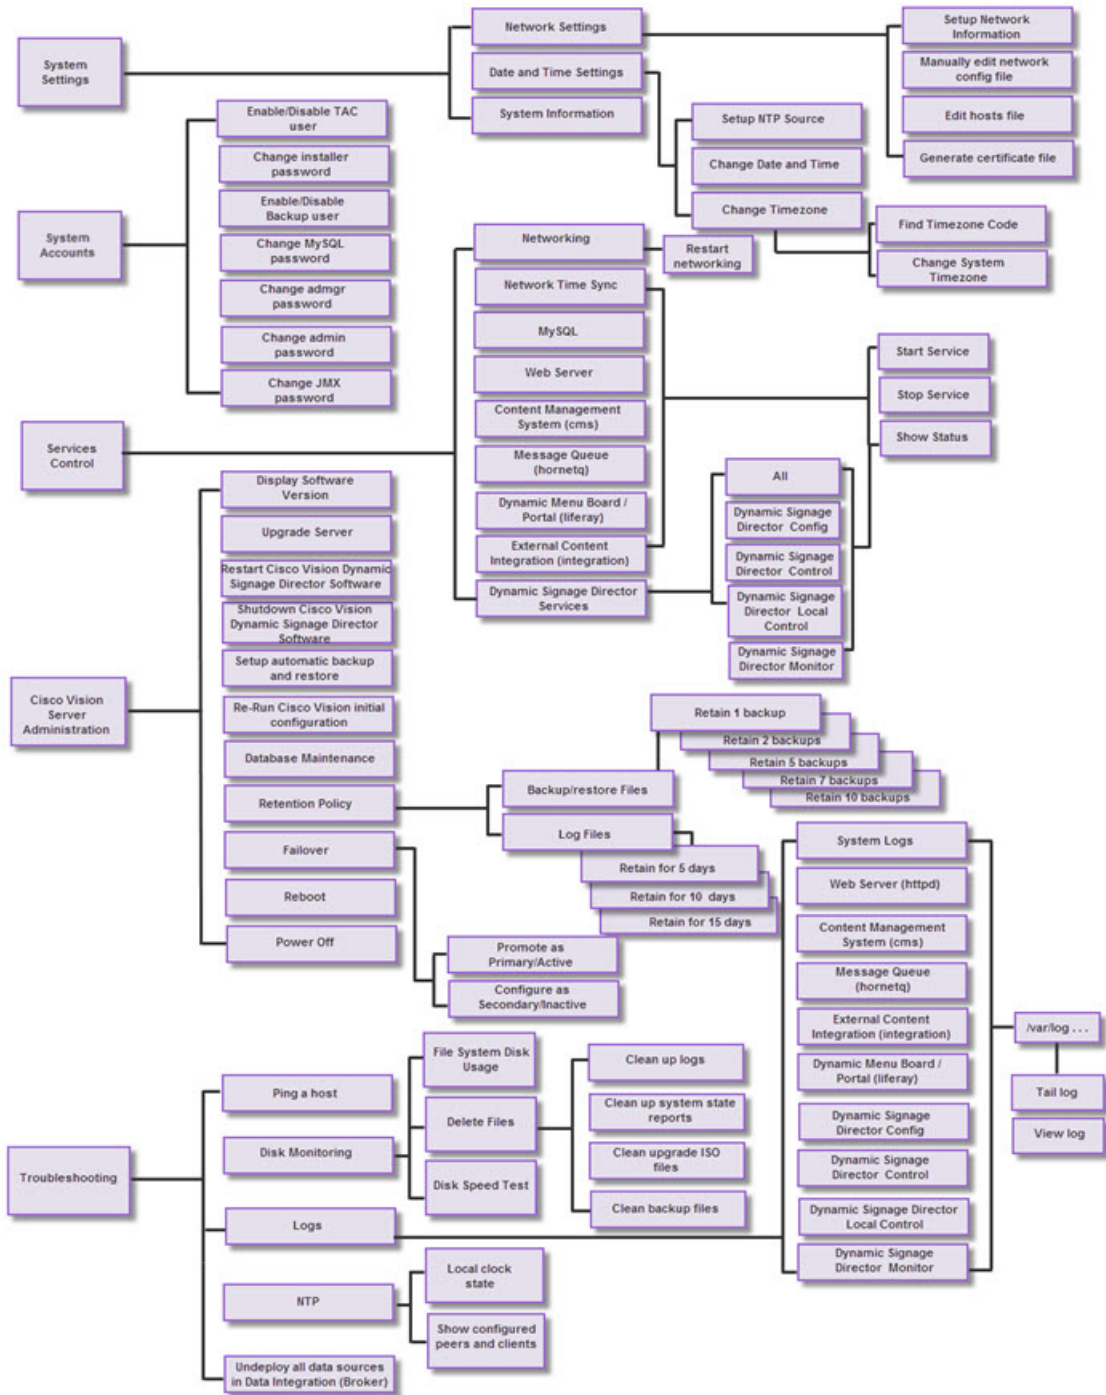 System
Settings
Network Settings
Date and Time Settings
System Information
Setup Network
Information
Manually edit network
config file
Edit hosts file
Generate certificate file
Setup NTP Source
Change Date and Time
Change Timezone
Find Timezone Code
Change System
Timezone
System
Accounts
Enable/Disable TAC
user
Change installer
password
Enable/Disable
Backup user
Change MySQL
password
Change admgr
password
Change admin
password
Change JMX
password
Services
Control
Networking
Restart
networking
Network Time Sync
MySQL
Web Server
Content Management
System (cms)
Message Queue
(hornetq)
Dynamic Menu Board /
Portal (liferay)
External Content
Integration (integration)
Dynamic Signage Director
Services
Start Service
Stop Service
Show Status
All
Dynamic Signage
Director Config
Dynamic Signage
Director Control
Dynamic Signage
Director Local
Control
Dynamic Signage
Director Monitor
Cisco Vision
Server
Administration
Display Software
Version
Upgrade Server
Restart Cisco Vision Dynamic
Signage Director Software
Shutdown Cisco Vision
Dynamic Signage Director
Software
Setup automatic backup
and restore
Re-Run Cisco Vision initial
configuration
Database Maintenance
Retention Policy
Failover
Reboot
Power Off
Backup/restore Files
Log Files
Retain 1 backup
Retain 2 backups
Retain 5 backups
Retain 7 backups
Retain 10 backups
Retain for 5 days
Retain for 10 days
Retain for 15 days
Promote as
Primary/Active
Configure as
Secondary/Inactive
Troubleshooting
Ping a host
Disk Monitoring
Logs
NTP
Undeploy all data sources
in Data Integration (Broker)
File System Disk
Usage
Delete Files
Disk Speed Test
Clean up logs
Clean up system state
reports
Clean upgrade ISO
files
Clean backup files
Local clock
state
Show configured
peers and clients
System Logs
Web Server (httpd)
Content Management
System (cms)
Message Queue
(hornetq)
External Content
Integration (integration)
Dynamic Menu Board /
Portal (liferay)
Dynamic Signage
Director Config
Dynamic Signage
Director Control
Dynamic Signage Director
Local Control
Dynamic Signage
Director Monitor
/var/log . . .
Tail log
View log